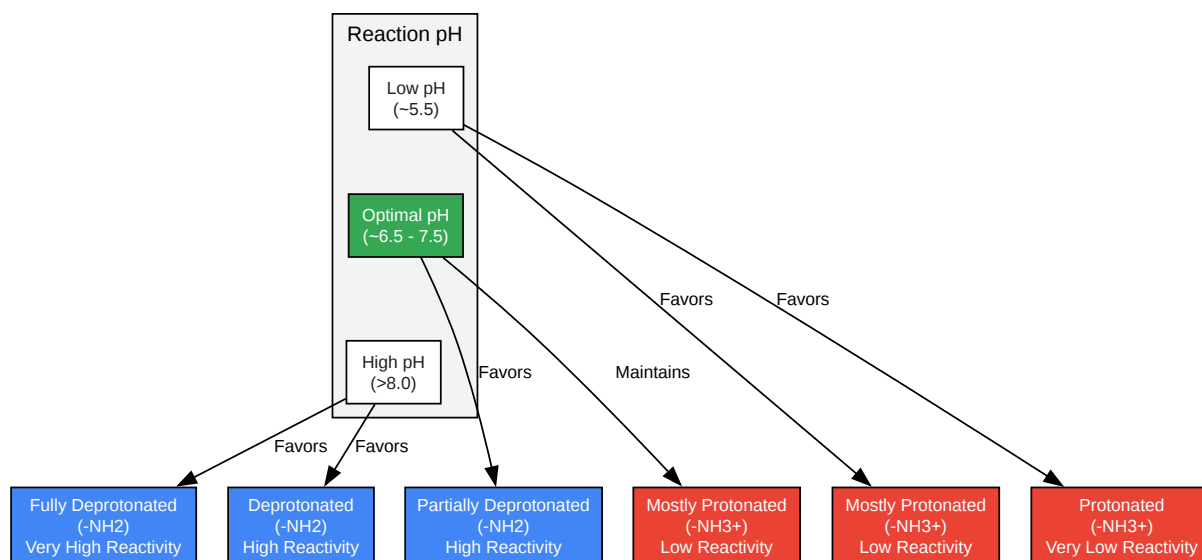 Reaction pH
Low pH
(~5.5)
Optimal pH
(~6.5 - 7.5)
Favors
Favors
High pH
(>8.0)
Favors
Maintains
Favors
Favors
Fully Deprotonated
(-NH2)
Very High Reactivity
Deprotonated
(-NH2)
High Reactivity
Partially Deprotonated
(-NH2)
High Reactivity
Mostly Protonated
(-NH3+)
Low Reactivity
Mostly Protonated
(-NH3+)
Low Reactivity
Protonated
(-NH3+)
Very Low Reactivity